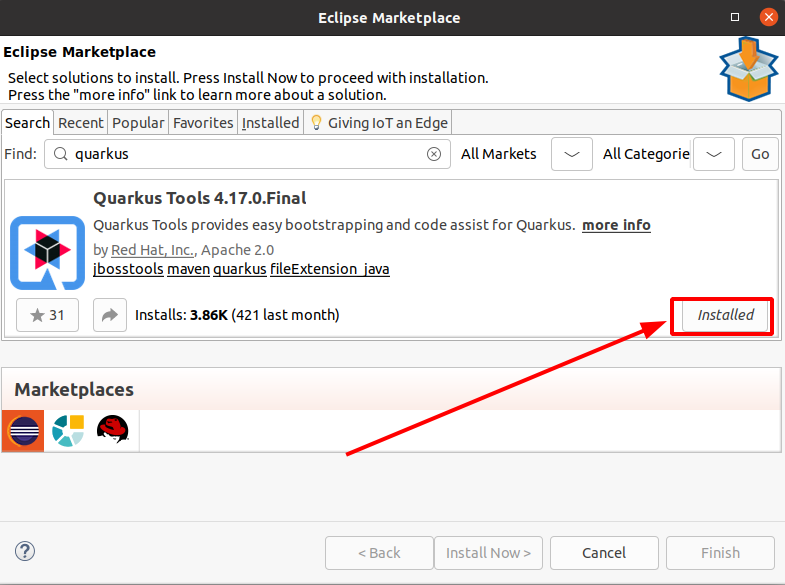 Eclipse Marketplace
Eclipse Marketplace
Select solutions to install. Press Install Now to proceed with installation.
Press the "more info" link to learn more about a solution.
Search Recent Popular Favorites Installed Giving IoT an Edge
Find: quarkus All Markets All Categorie Go
Quarkus Tools 4.17.0.Final
Quarkus Tools provides easy bootstrapping and code assist for Quarkus. more info
by Red Hat, Inc., Apache 2.0
jbosstools maven quarkus fileExtension_java
31 Installs: 3.86K (421 last month) Installed
Marketplaces
? < Back Install Now > Cancel Finish